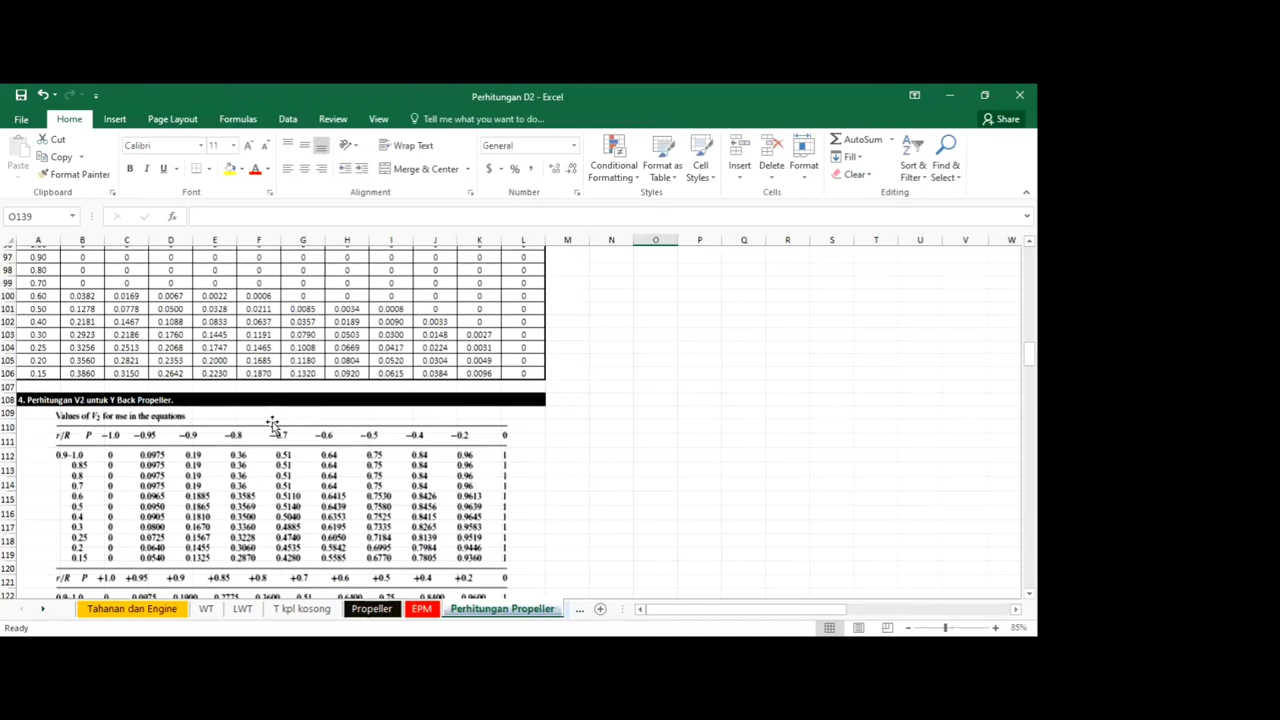 Perhitungan D2 - Excel
File Home Insert Page Layout Formulas Data Review View Tell me what you want to do... Share
Cut
Copy
Format Painter
Paste
Calibri 11
B I U A
Wrap Text
Merge & Center
General
$ % ,
Conditional Formatting
Format as Table
Cell Styles
Insert Delete Format
AutoSum
Fill
Clear
Sort & Filter
Find & Select
Clipboard Font Alignment Number Styles Cells Editing
O139 fx
A B C D E F G H I J K L M N O P Q R S T U V W
97 0.90 0 0 0 0 0 0 0 0 0 0 0
98 0.80 0 0 0 0 0 0 0 0 0 0 0
99 0.70 0 0 0 0 0 0 0 0 0 0 0
100 0.60 0.0382 0.0169 0.0067 0.0022 0.0006 0 0 0 0 0 0
101 0.50 0.1278 0.0778 0.0500 0.0328 0.0211 0.0085 0.0034 0.0008 0 0 0
102 0.40 0.2181 0.1467 0.1088 0.0833 0.0637 0.0357 0.0189 0.0090 0.0033 0 0
103 0.30 0.2923 0.2186 0.1760 0.1445 0.1191 0.0790 0.0503 0.0300 0.0148 0.0027 0
104 0.25 0.3256 0.2513 0.2068 0.1747 0.1465 0.1008 0.0669 0.0417 0.0224 0.0031 0
105 0.20 0.3560 0.2821 0.2353 0.2000 0.1685 0.1180 0.0804 0.0520 0.0304 0.0049 0
106 0.15 0.3860 0.3150 0.2642 0.2230 0.1870 0.1320 0.0920 0.0615 0.0384 0.0096 0
107
108 4. Perhitungan V2 untuk Y Back Propeller.
109 Values of V2 for use in the equations
110
111 r/R P −1.0 −0.95 −0.9 −0.8 −0.7 −0.6 −0.5 −0.4 −0.2 0
112 0.9–1.0 0 0.0975 0.19 0.36 0.51 0.64 0.75 0.84 0.96 1
0.85 0 0.0975 0.19 0.36 0.51 0.64 0.75 0.84 0.96 1
113 0.8 0 0.0975 0.19 0.36 0.51 0.64 0.75 0.84 0.96 1
114 0.7 0 0.0975 0.19 0.36 0.51 0.64 0.75 0.84 0.96 1
115 0.6 0 0.0965 0.1885 0.3585 0.5110 0.6415 0.7530 0.8426 0.9613 1
116 0.5 0 0.0950 0.1865 0.3569 0.5140 0.6439 0.7580 0.8456 0.9639 1
0.4 0 0.0905 0.1810 0.3500 0.5040 0.6353 0.7525 0.8415 0.9645 1
117 0.3 0 0.0800 0.1670 0.3360 0.4885 0.6195 0.7335 0.8265 0.9583 1
118 0.25 0 0.0725 0.1567 0.3228 0.4740 0.6050 0.7184 0.8139 0.9519 1
119 0.2 0 0.0640 0.1455 0.3060 0.4535 0.5842 0.6995 0.7984 0.9446 1
0.15 0 0.0540 0.1325 0.2870 0.4280 0.5585 0.6770 0.7805 0.9360 1
120
121 r/R P +1.0 +0.95 +0.9 +0.85 +0.8 +0.7 +0.6 +0.5 +0.4 +0.2 0
122
Tahanan dan Engine WT LWT T kpl kosong Propeller EPM Perhitungan Propeller ...
Ready 85%